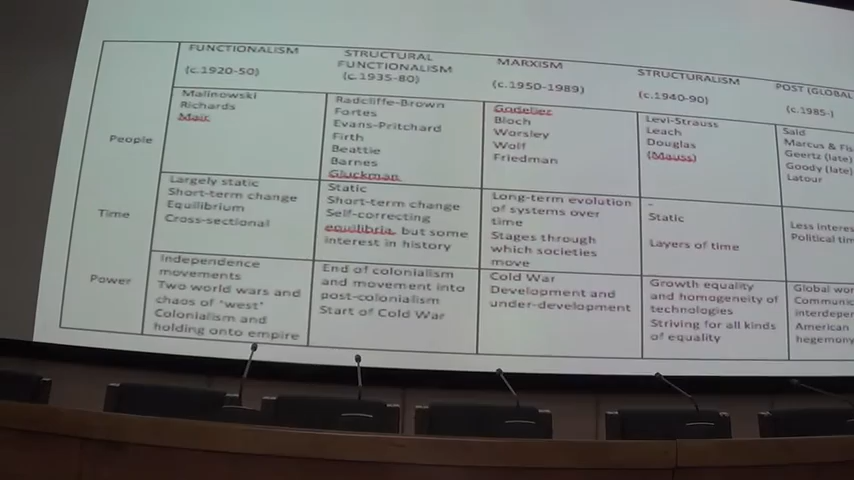 FUNCTIONALISM
(c.1920-50)
STRUCTURAL
FUNCTIONALISM
(c.1935-80)
MARXISM
(c.1950-1989)
STRUCTURALISM
(c.1940-90)
POST (GLOBAL
(c.1985-)
People
Malinowski
Richards
Mair
Radcliffe-Brown
Fortes
Evans-Pritchard
Firth
Beattie
Barnes
Gluckman
Godelier
Bloch
Worsley
Wolf
Friedman
Levi-Strauss
Leach
Douglas
(Mauss)
Said
Marcus & Fis
Geertz (late)
Goody (late)
Latour
Time
Largely static
Short-term change
Equilibrium
Cross-sectional
Static
Short-term change
Self-correcting
equilibria, but some
interest in history
Long-term evolution
of systems over
time
Stages through
which societies
move
-
Static
Layers of time
Less interes
Political tim
Power
Independence
movements
Two world wars and
chaos of 'west'
Colonialism and
holding onto empire
End of colonialism
and movement into
post-colonialism
Start of Cold War
Cold War
Development and
under-development
Growth equality
and homogeneity of
technologies
Striving for all kinds
of equality
Global wor
Communic
interdeper
American
hegemony